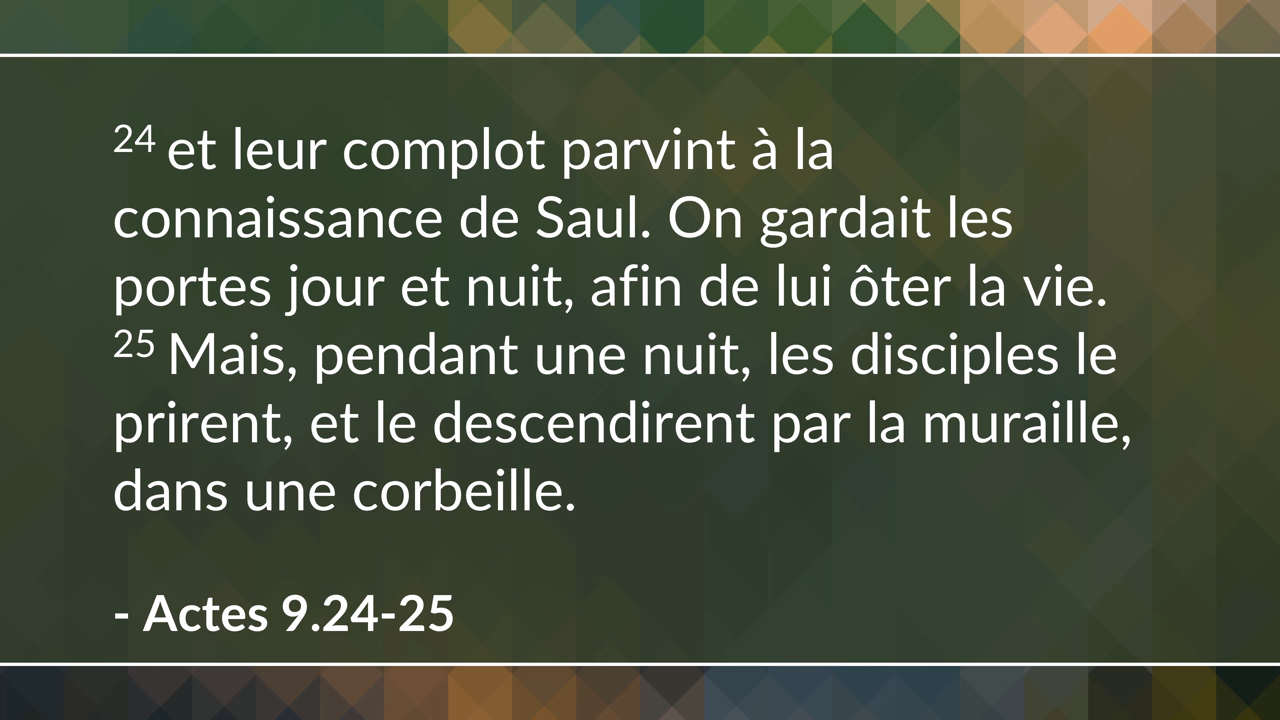 24 et leur complot parvint à la
connaissance de Saul. On gardait les
portes jour et nuit, afin de lui ôter la vie.
25 Mais, pendant une nuit, les disciples le
prirent, et le descendirent par la muraille,
dans une corbeille.
- Actes 9.24-25